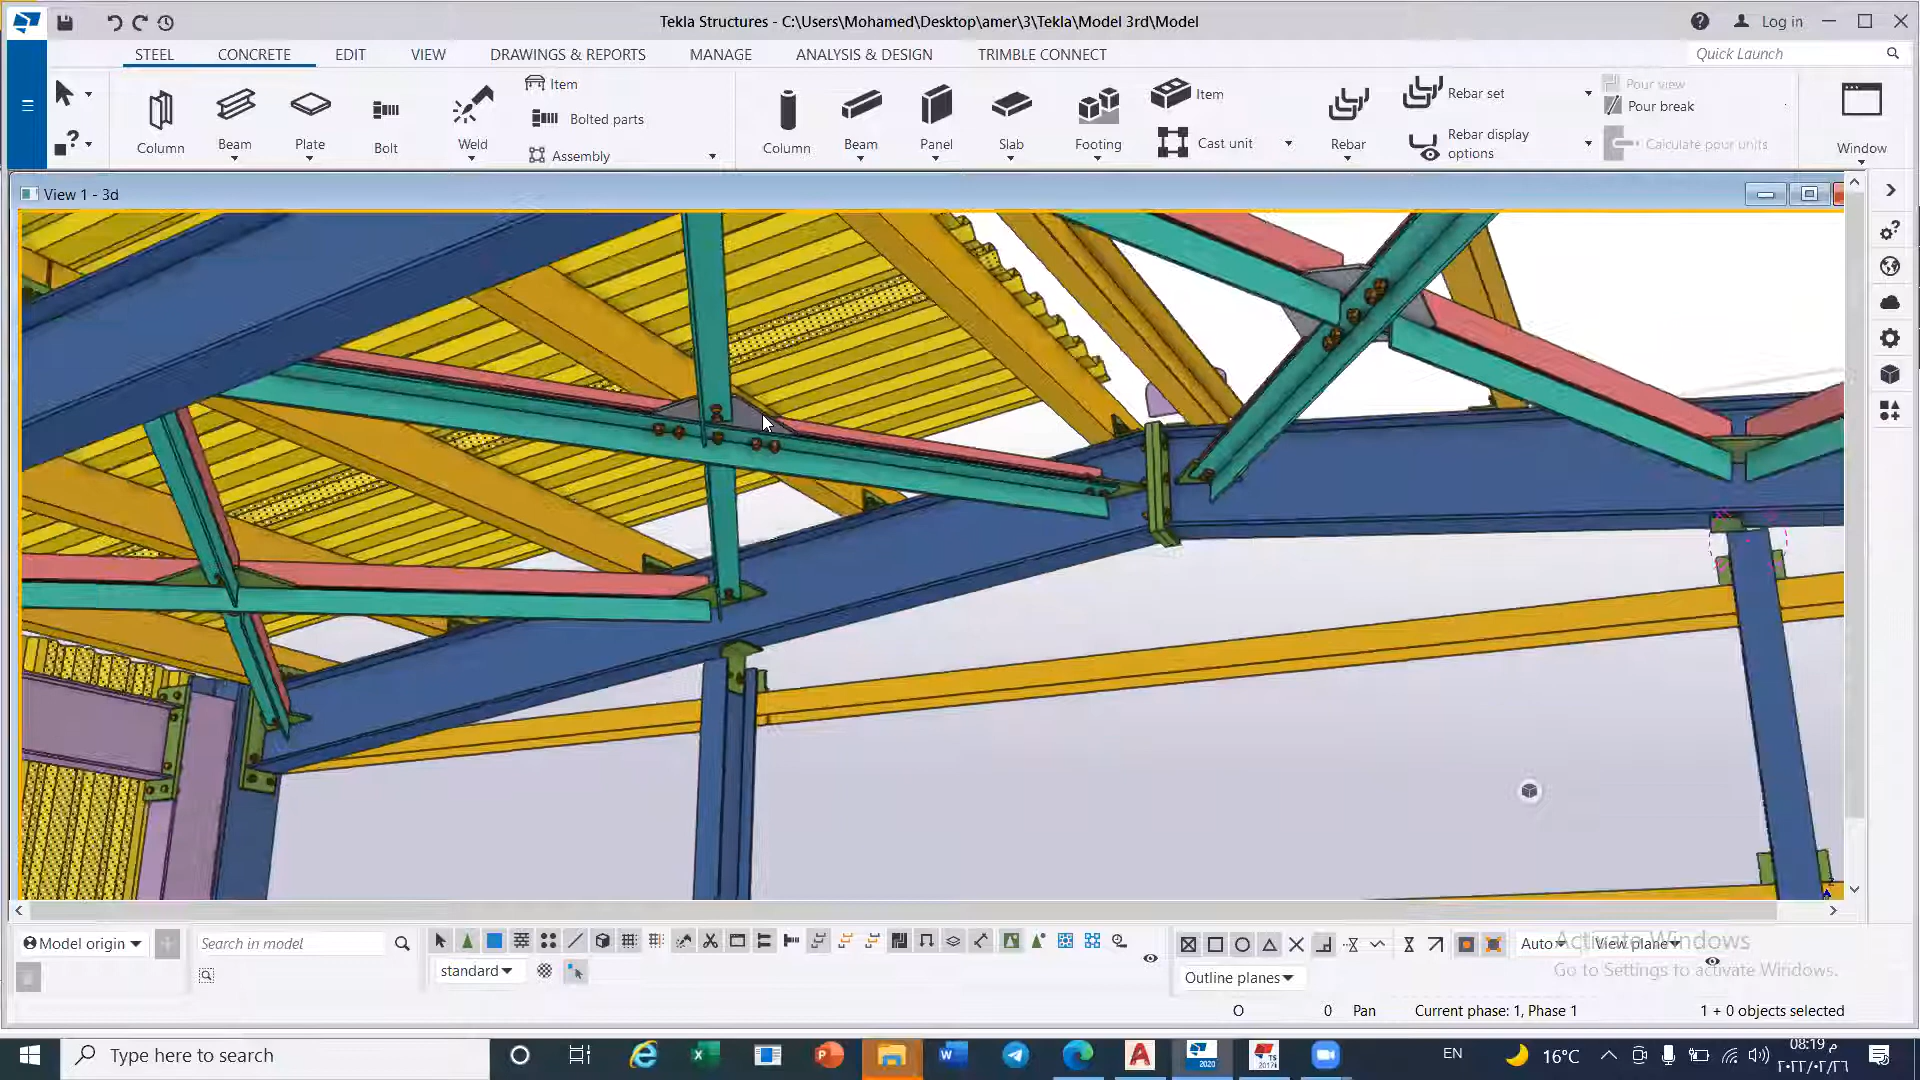 Tekla Structures - C:\Users\Mohamed\Desktop\amer\3\Tekla\Model 3rd\Model
Log in
STEEL CONCRETE EDIT VIEW DRAWINGS & REPORTS MANAGE ANALYSIS & DESIGN TRIMBLE CONNECT
Quick Launch
Column
Beam
Plate
Bolt
Weld
Item
Bolted parts
Assembly
Column
Beam
Panel
Slab
Footing
Item
Cast unit
Rebar
Rebar set
Rebar display
options
Pour view
Pour break
Calculate pour units
Window
View 1 - 3d
Model origin
Search in model
standard
Auto
View plane
Outline planes
Activate Windows
Go to Settings to activate Windows.
O 0 Pan Current phase: 1, Phase 1 1 + 0 objects selected
Type here to search
2020
EN
16°C
08:19 م
٢٠٢٢/٠٢/٢٦